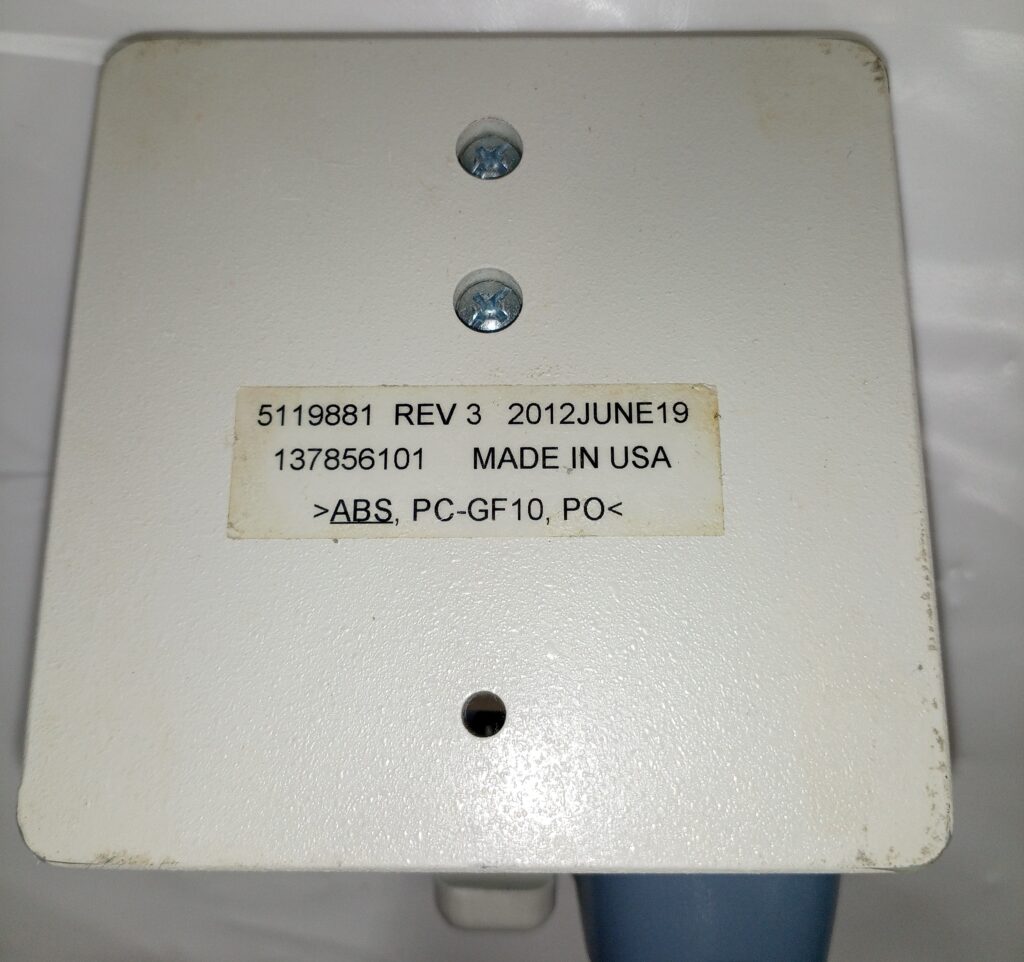 5119881 REV 3 2012JUNE19
137856101 MADE IN USA
>ABS, PC-GF10, PO<